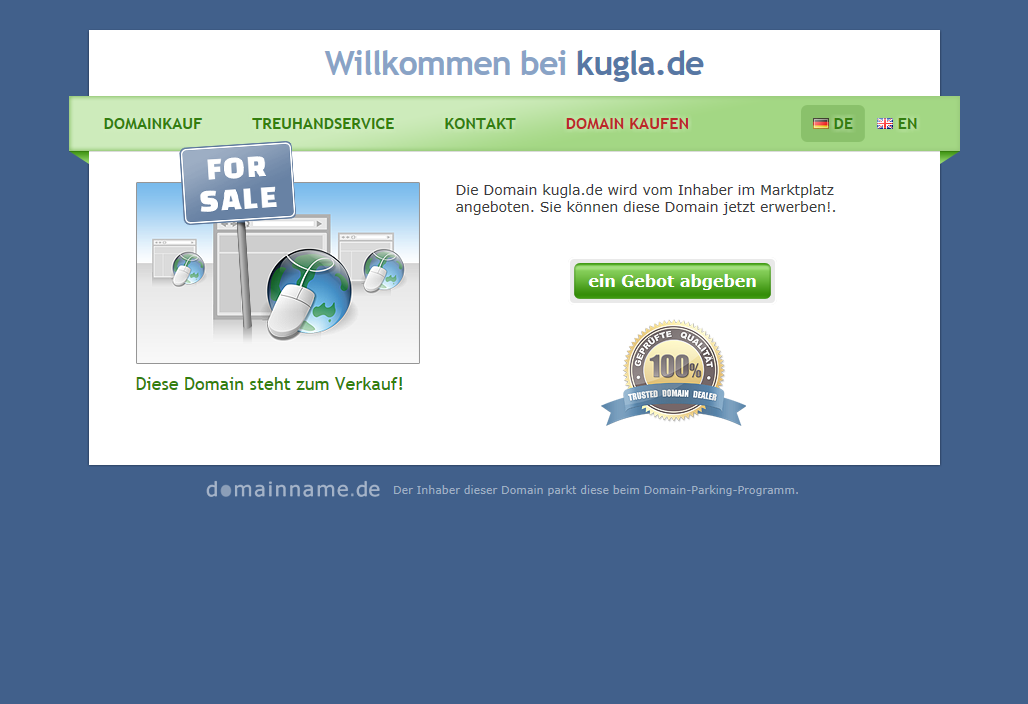 Willkommen bei kugla.de
DOMAINKAUF TREUHANDSERVICE KONTAKT DOMAIN KAUFEN DE EN
FOR
SALE
Die Domain kugla.de wird vom Inhaber im Marktplatz
angeboten. Sie können diese Domain jetzt erwerben!.
ein Gebot abgeben
GEPRÜFTE QUALITÄT
100%
TRUSTED DOMAIN DEALER
Diese Domain steht zum Verkauf!
domainname.de Der Inhaber dieser Domain parkt diese beim Domain-Parking-Programm.